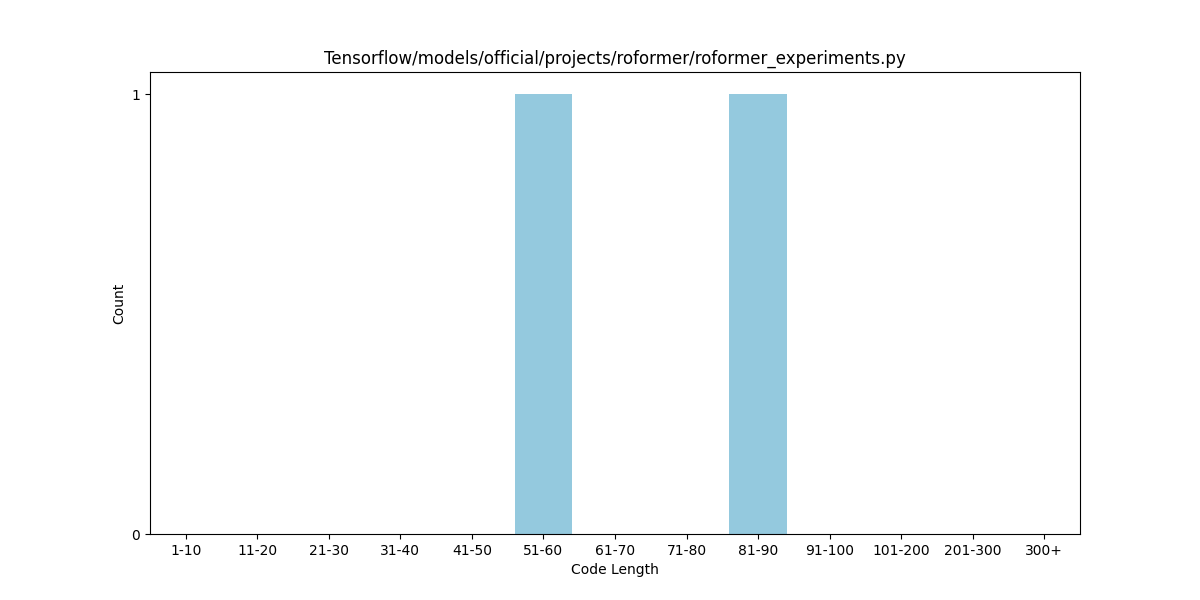 Tensorflow/models/official/projects/roformer/roformer_experiments.py
1
Count
0
1-10 11-20 21-30 31-40 41-50 51-60 61-70 71-80 81-90 91-100 101-200 201-300 300+
Code Length